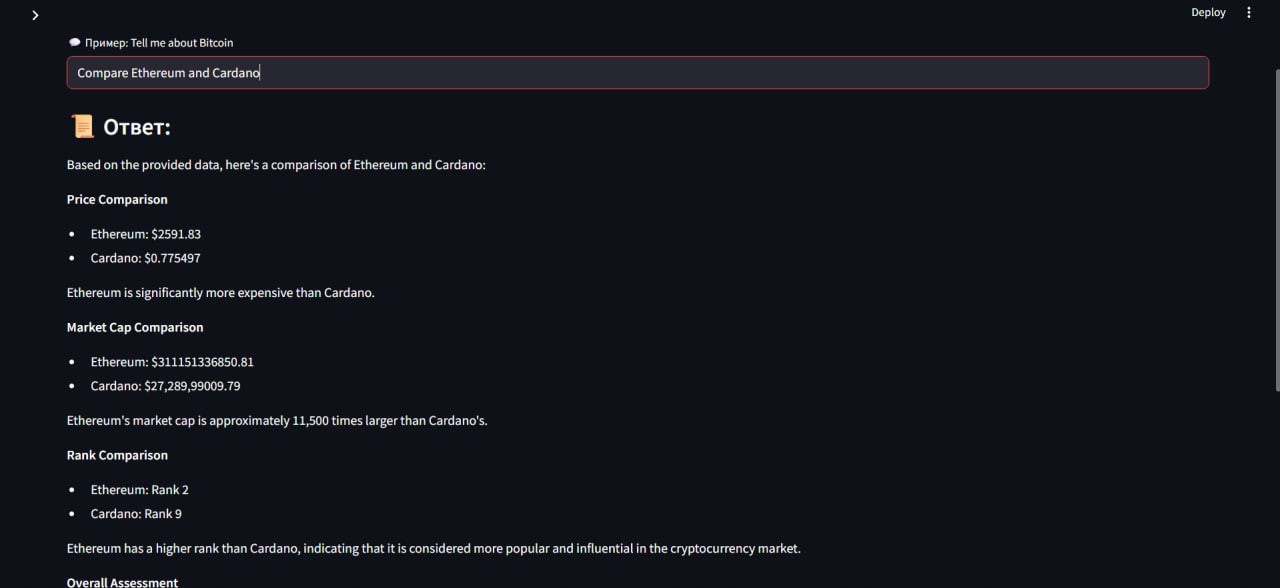 Deploy
Пример: Tell me about Bitcoin
Compare Ethereum and Cardano
Ответ:
Based on the provided data, here's a comparison of Ethereum and Cardano:
Price Comparison
Ethereum: $2591.83
Cardano: $0.775497
Ethereum is significantly more expensive than Cardano.
Market Cap Comparison
Ethereum: $311151336850.81
Cardano: $27,289,99009.79
Ethereum's market cap is approximately 11,500 times larger than Cardano's.
Rank Comparison
Ethereum: Rank 2
Cardano: Rank 9
Ethereum has a higher rank than Cardano, indicating that it is considered more popular and influential in the cryptocurrency market.
Overall Assessment